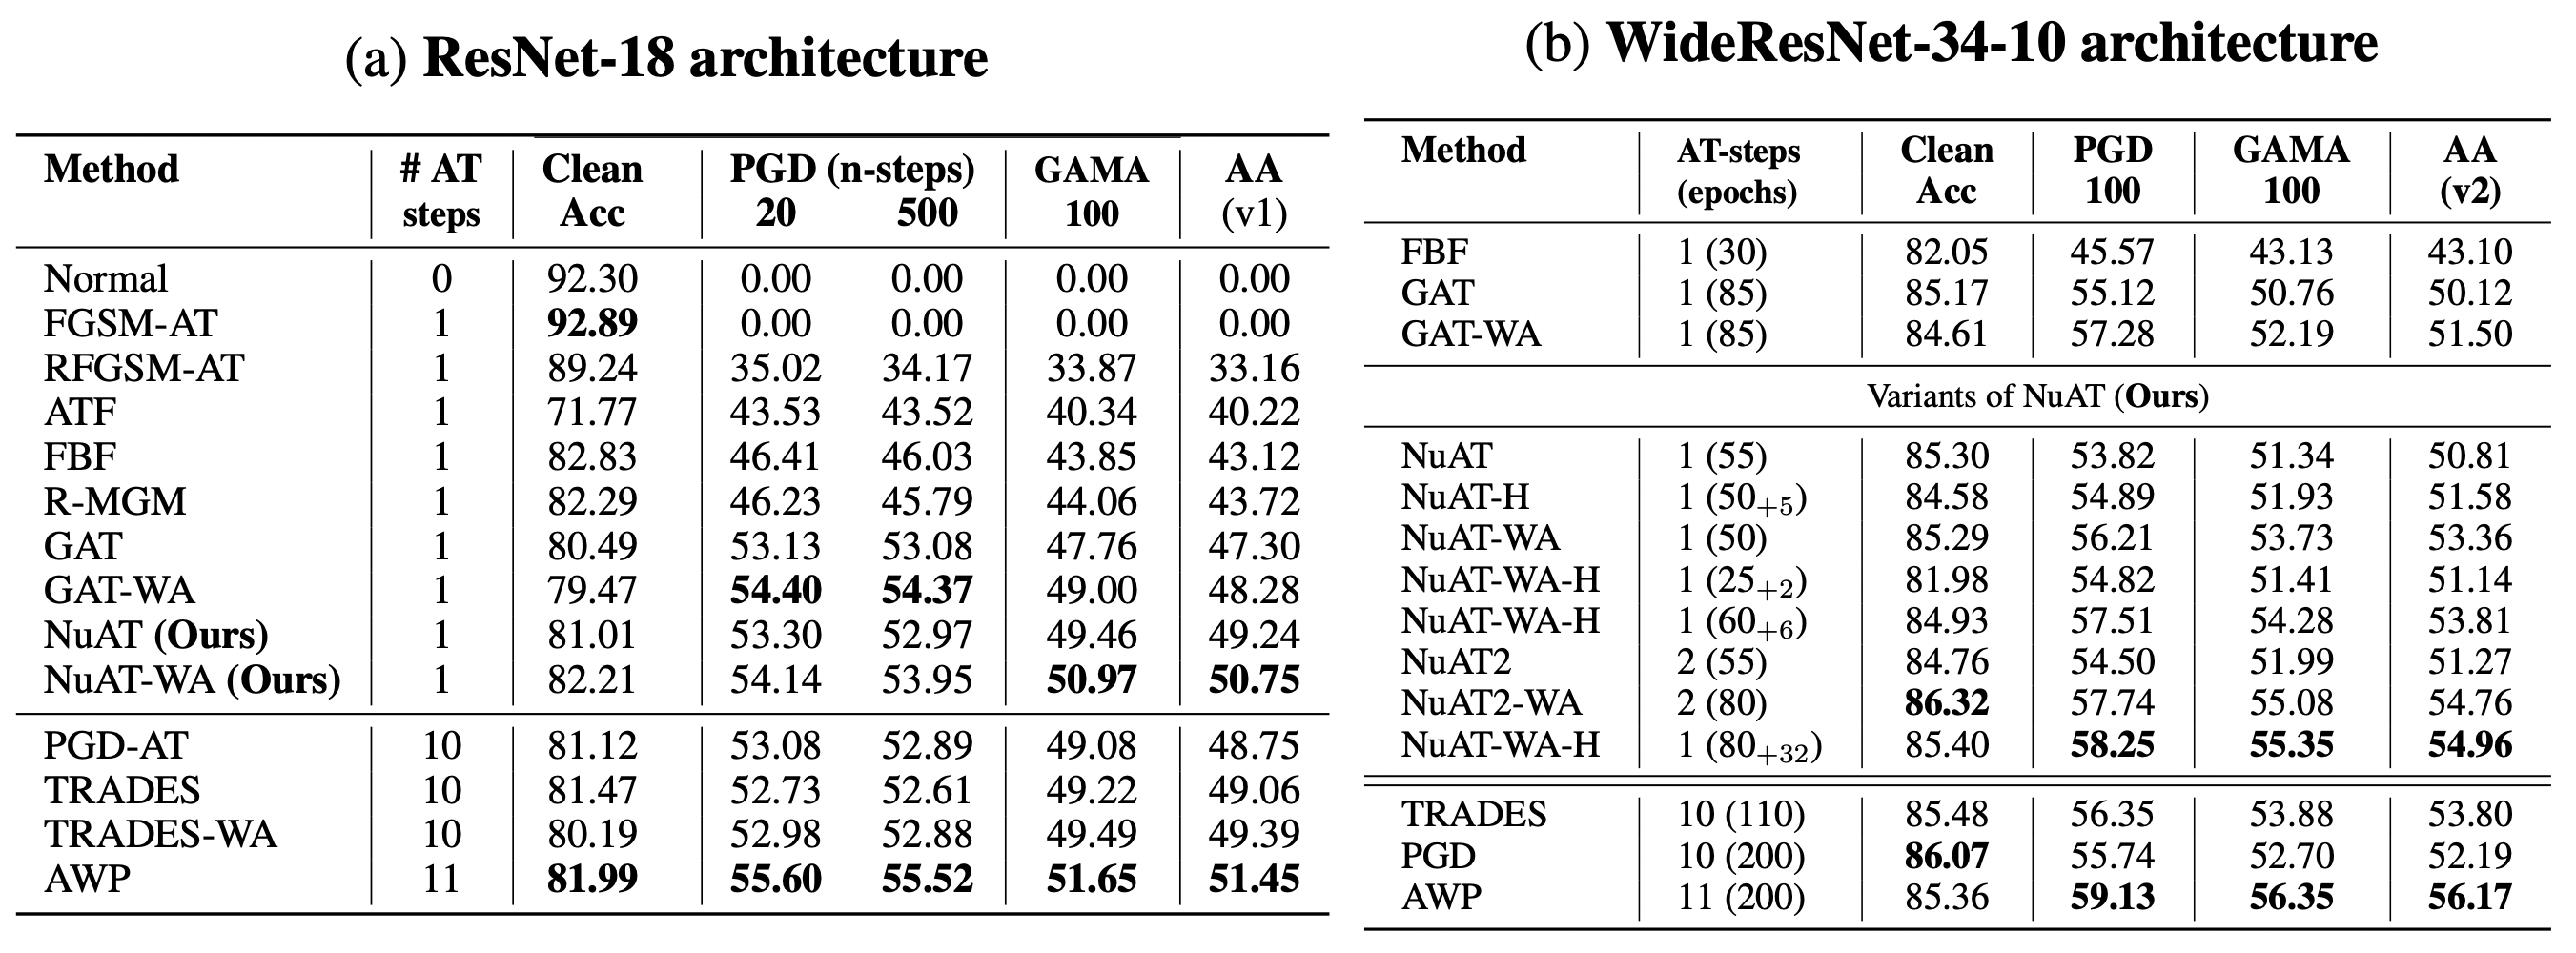 (a) ResNet-18 architecture
Method # AT steps Clean Acc PGD (n-steps) 20 500 GAMA 100 AA (v1)
Normal 0 92.30 0.00 0.00 0.00 0.00
FGSM-AT 1 92.89 0.00 0.00 0.00 0.00
RFGSM-AT 1 89.24 35.02 34.17 33.87 33.16
ATF 1 71.77 43.53 43.52 40.34 40.22
FBF 1 82.83 46.41 46.03 43.85 43.12
R-MGM 1 82.29 46.23 45.79 44.06 43.72
GAT 1 80.49 53.13 53.08 47.76 47.30
GAT-WA 1 79.47 54.40 54.37 49.00 48.28
NuAT (Ours) 1 81.01 53.30 52.97 49.46 49.24
NuAT-WA (Ours) 1 82.21 54.14 53.95 50.97 50.75
PGD-AT 10 81.12 53.08 52.89 49.08 48.75
TRADES 10 81.47 52.73 52.61 49.22 49.06
TRADES-WA 10 80.19 52.98 52.88 49.49 49.39
AWP 11 81.99 55.60 55.52 51.65 51.45
(b) WideResNet-34-10 architecture
Method AT-steps (epochs) Clean Acc PGD 100 GAMA 100 AA (v2)
FBF 1 (30) 82.05 45.57 43.13 43.10
GAT 1 (85) 85.17 55.12 50.76 50.12
GAT-WA 1 (85) 84.61 57.28 52.19 51.50
Variants of NuAT (Ours)
NuAT 1 (55) 85.30 53.82 51.34 50.81
NuAT-H 1 (50+5) 84.58 54.89 51.93 51.58
NuAT-WA 1 (50) 85.29 56.21 53.73 53.36
NuAT-WA-H 1 (25+2) 81.98 54.82 51.41 51.14
NuAT-WA-H 1 (60+6) 84.93 57.51 54.28 53.81
NuAT2 2 (55) 84.76 54.50 51.99 51.27
NuAT2-WA 2 (80) 86.32 57.74 55.08 54.76
NuAT-WA-H 1 (80+32) 85.40 58.25 55.35 54.96
TRADES 10 (110) 85.48 56.35 53.88 53.80
PGD 10 (200) 86.07 55.74 52.70 52.19
AWP 11 (200) 85.36 59.13 56.35 56.17